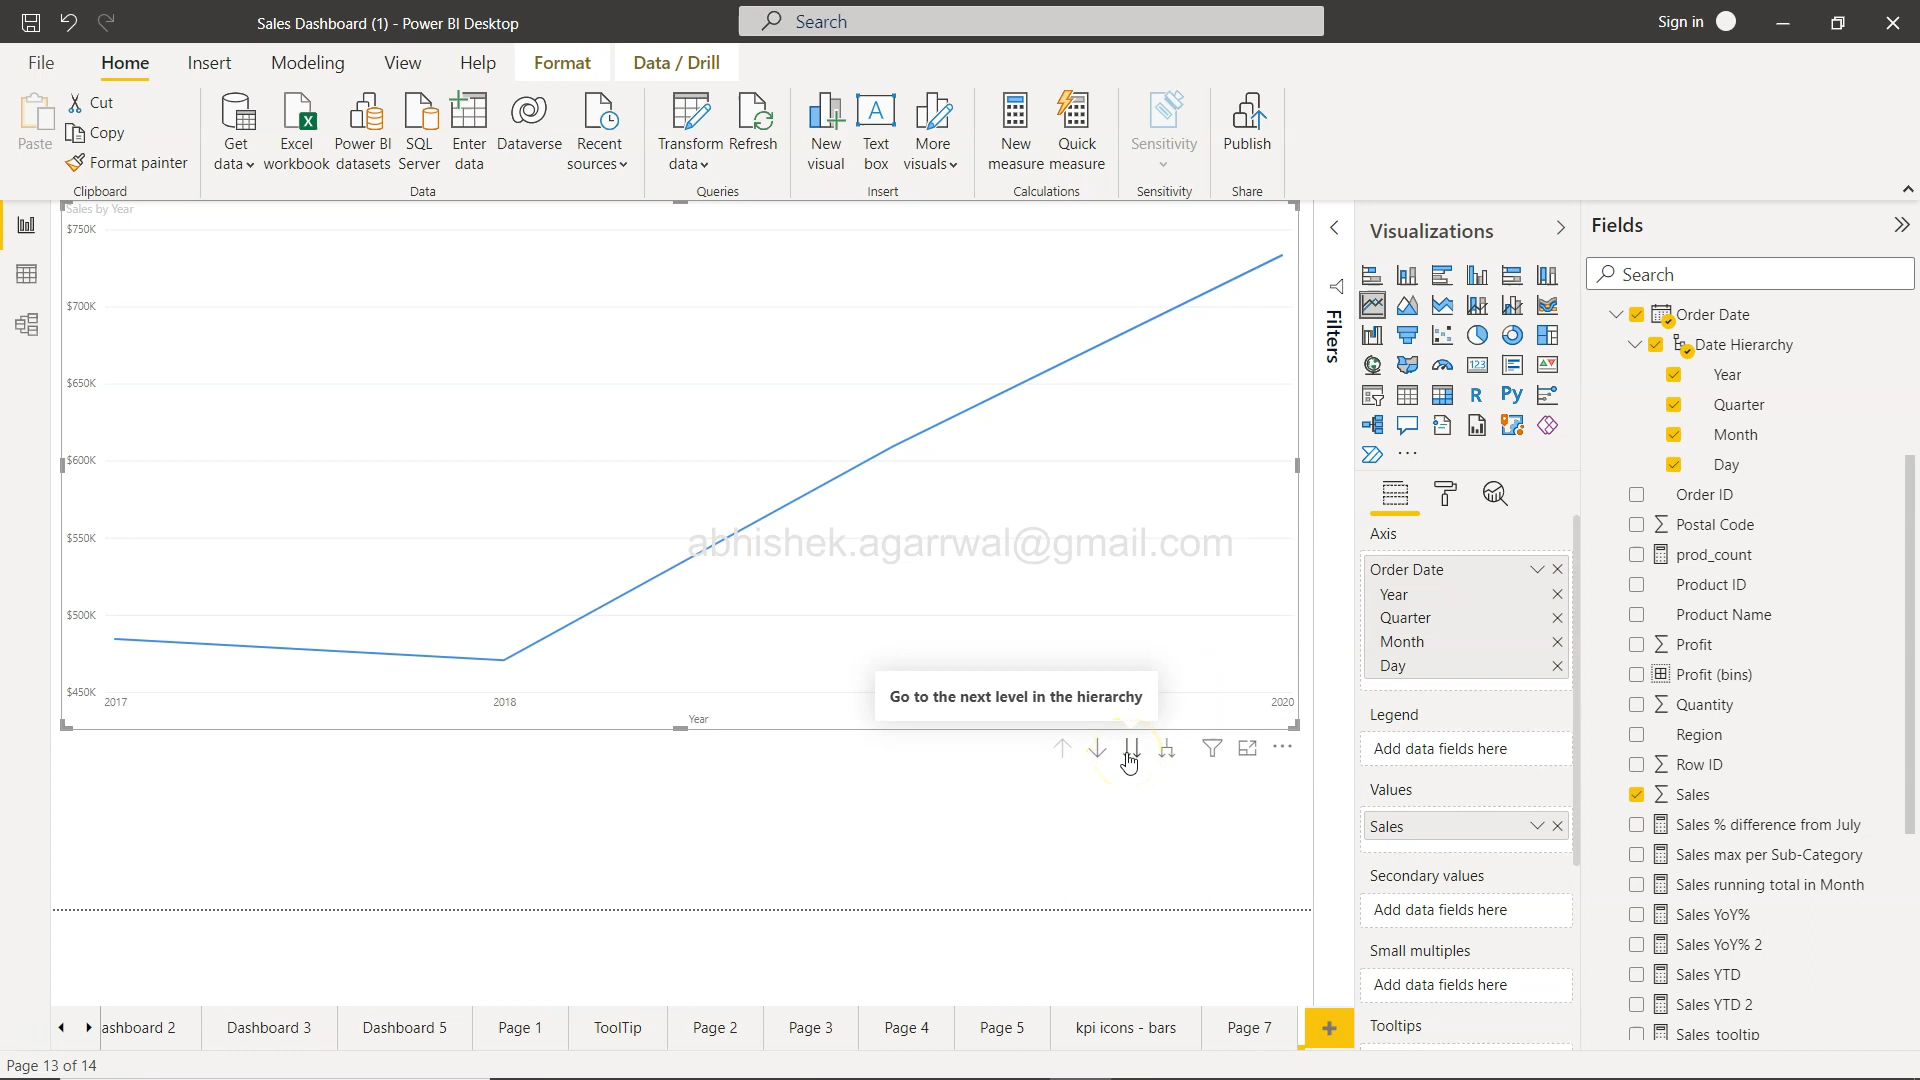 Sales Dashboard (1) - Power BI Desktop
Search
Sign in
File
Home
Insert
Modeling
View
Help
Format
Data / Drill
Paste
Cut
Copy
Format painter
Clipboard
Get data
Excel workbook
Power BI datasets
SQL Server
Enter data
Dataverse
Recent sources
Data
Transform data
Refresh
Queries
New visual
Text box
More visuals
Insert
New measure
Quick measure
Calculations
Sensitivity
Sensitivity
Publish
Share
Sales by Year
$750K
$700K
$650K
$600K
$550K
$500K
$450K
2017
2018
2020
Year
abhishek.agarrwal@gmail.com
Go to the next level in the hierarchy
Filters
Visualizations
123
R
Py
Axis
Order Date
Year
Quarter
Month
Day
Legend
Add data fields here
Values
Sales
Secondary values
Add data fields here
Small multiples
Add data fields here
Tooltips
Fields
Search
Order Date
Date Hierarchy
Year
Quarter
Month
Day
Order ID
Postal Code
prod_count
Product ID
Product Name
Profit
Profit (bins)
Quantity
Region
Row ID
Sales
Sales % difference from July
Sales max per Sub-Category
Sales running total in Month
Sales YoY%
Sales YoY% 2
Sales YTD
Sales YTD 2
Sales tooltip
ashboard 2
Dashboard 3
Dashboard 5
Page 1
ToolTip
Page 2
Page 3
Page 4
Page 5
kpi icons - bars
Page 7
Page 13 of 14